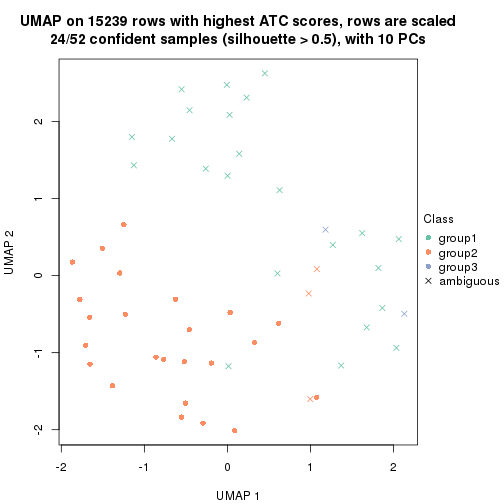 UMAP on 15239 rows with highest ATC scores, rows are scaled
24/52 confident samples (silhouette > 0.5), with 10 PCs
UMAP 2
2
1
0
-1
-2
-2
-1
0
1
2
UMAP 1
Class
group1
group2
group3
ambiguous